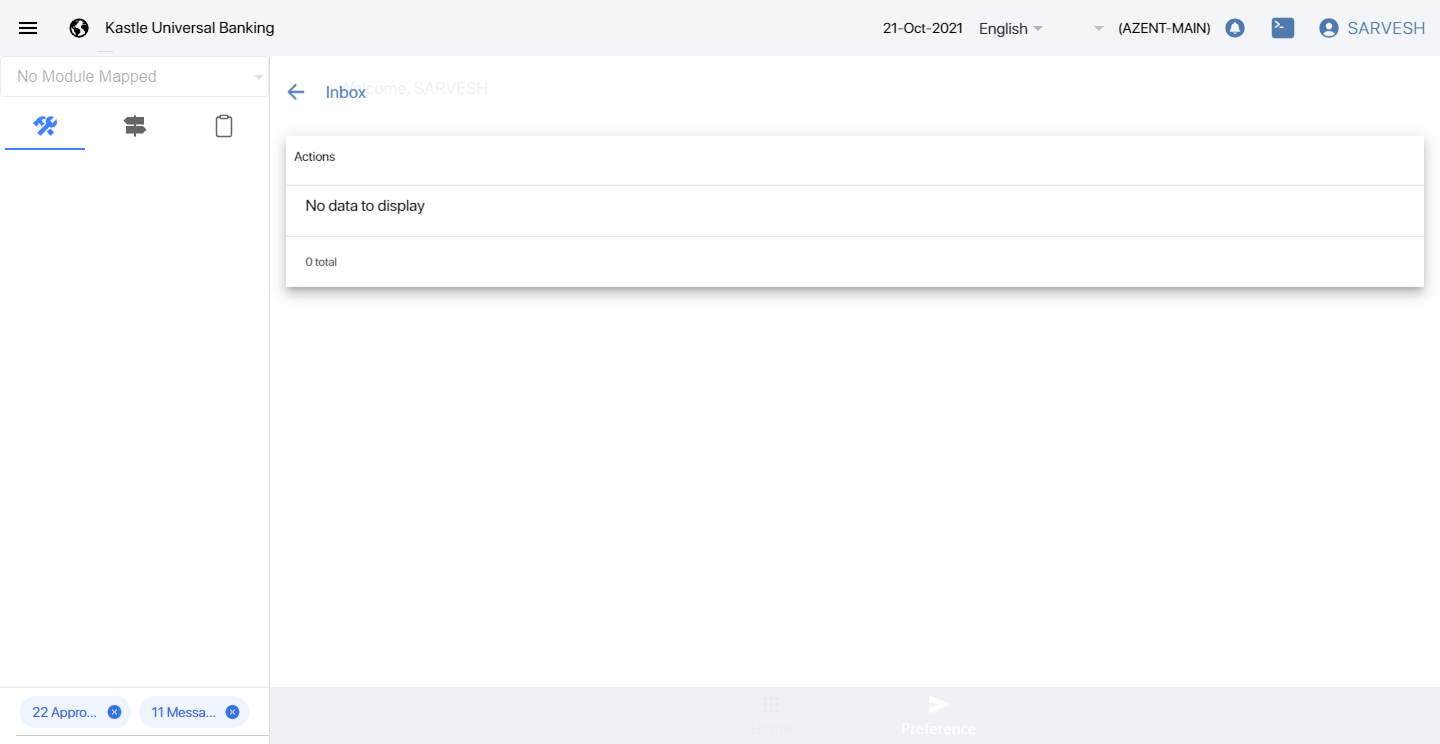 Kastle Universal Banking
21-Oct-2021
English
(AZENT-MAIN)
SARVESH
No Module Mapped
Welcome, SARVESH
Inbox
Actions
No data to display
0 total
22 Appro...
11 Messa...
Home
Preference